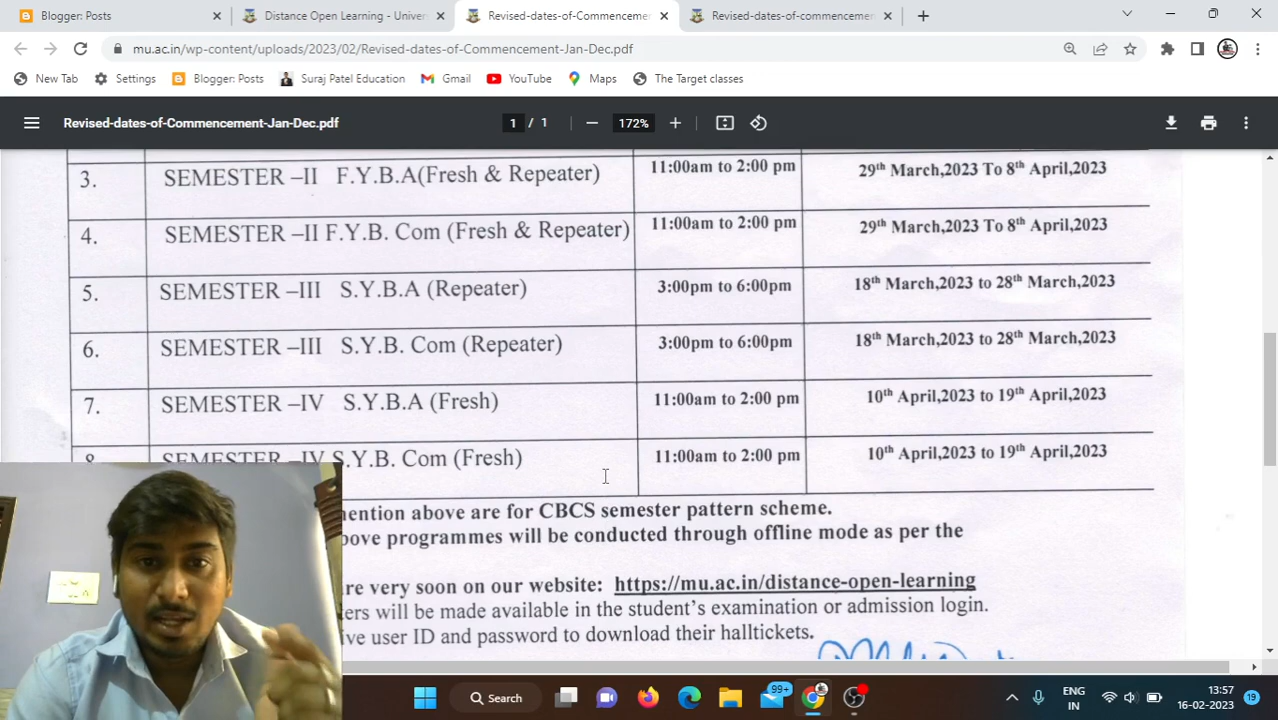 Blogger: Posts
Distance Open Learning - Univer
Revised-dates-of-Commenceme
Revised-dates-of-commencemen
mu.ac.in/wp-content/uploads/2023/02/Revised-dates-of-Commencement-Jan-Dec.pdf
New Tab Settings Blogger: Posts Suraj Patel Education Gmail YouTube Maps The Target classes
Revised-dates-of-Commencement-Jan-Dec.pdf 1 / 1 172%
3. SEMESTER –II F.Y.B.A(Fresh & Repeater) 11:00am to 2:00 pm 29th March,2023 To 8th April,2023
4. SEMESTER –II F.Y.B. Com (Fresh & Repeater) 11:00am to 2:00 pm 29th March,2023 To 8th April,2023
5. SEMESTER –III S.Y.B.A (Repeater) 3:00pm to 6:00pm 18th March,2023 to 28th March,2023
6. SEMESTER –III S.Y.B. Com (Repeater) 3:00pm to 6:00pm 18th March,2023 to 28th March,2023
7. SEMESTER –IV S.Y.B.A (Fresh) 11:00am to 2:00 pm 10th April,2023 to 19th April,2023
8. SEMESTER –IV S.Y.B. Com (Fresh) 11:00am to 2:00 pm 10th April,2023 to 19th April,2023
mention above are for CBCS semester pattern scheme.
above programmes will be conducted through offline mode as per the
are very soon on our website: https://mu.ac.in/distance-open-learning
will be made available in the student's examination or admission login.
user ID and password to download their halltickets.
Search 99+ ENG IN 13:57 16-02-2023 19